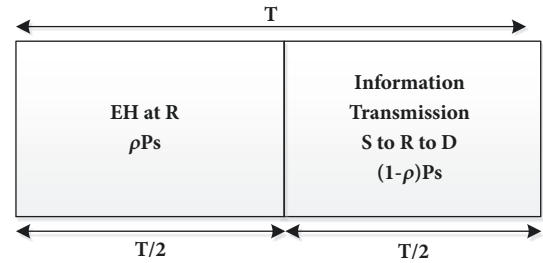 T
EH at R
ρPs
Information
Transmission
S to R to D
(1-ρ)Ps
T/2
T/2